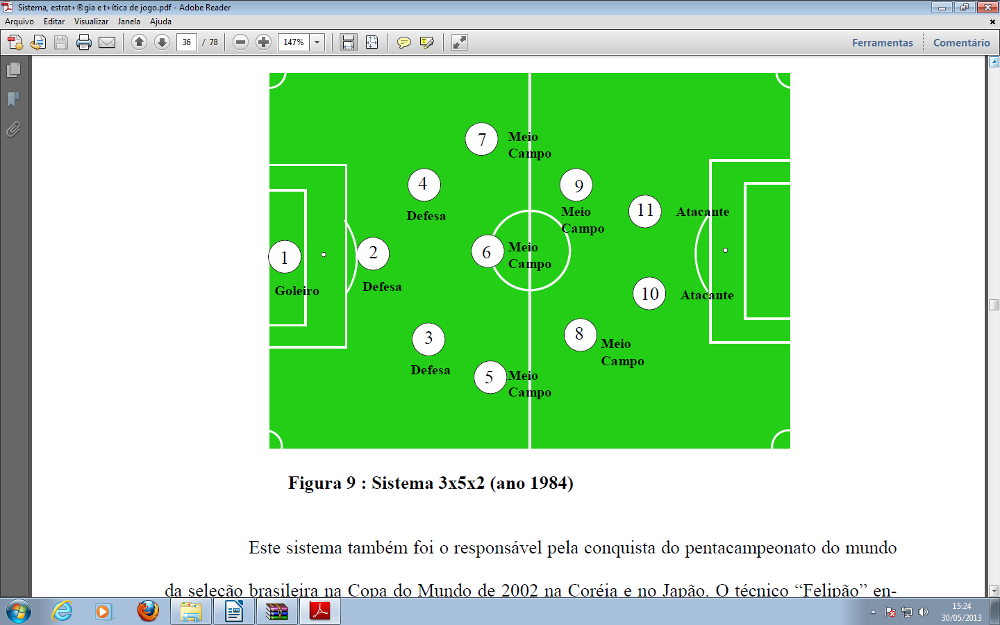 Sistema, estrat+®gia e t+ítica de jogo.pdf - Adobe Reader
Arquivo Editar Visualizar Janela Ajuda
36 / 78 147% Ferramentas Comentário
7 Meio
Campo
4
Defesa
9
Meio
Campo
11 Atacante
1
Goleiro
2
Defesa
6 Meio
Campo
10 Atacante
3
Defesa
8 Meio
Campo
5 Meio
Campo
Figura 9 : Sistema 3x5x2 (ano 1984)
Este sistema também foi o responsável pela conquista do pentacampeonato do mundo
da seleção brasileira na Copa do Mundo de 2002 na Coréia e no Japão. O técnico “Felipão” en-
15:24
30/05/2013